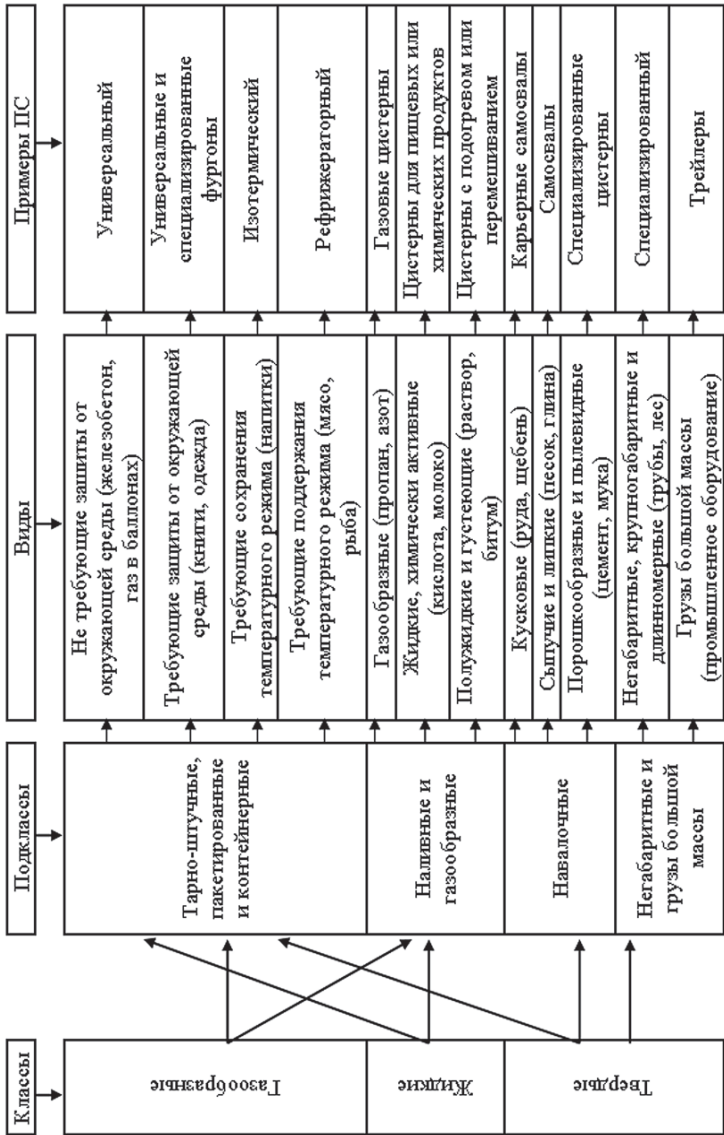 Классы
Газообразные
Жидкие
Твердые
Подклассы
Тарно-штучные,
пакетированные
и контейнерные
Наливные и
газообразные
Навалочные
Негабаритные и
грузы большой
массы
Виды
Не требующие защиты от
окружающей среды (железобетон,
газ в баллонах)
Требующие защиты от окружающей
среды (книги, одежда)
Требующие сохранения
температурного режима (напитки)
Требующие поддержания
температурного режима (мясо,
рыба
Газообразные (пропан, азот)
Жидкие, химически активные
(кислота, молоко)
Полужидкие и густеющие (раствор,
битум)
Кусковые (руда, щебень)
Сыпучие и липкие (песок, глина)
Порошкообразные и пылевидные
(цемент, мука)
Негабаритные, крупногабаритные и
длинномерные (трубы, лес)
Грузы большой массы
(промышленное оборудование)
Примеры ПС
Универсальный
Универсальные и
специализированные
фургоны
Изотермический
Рефрижераторный
Газовые цистерны
Цистерны для пищевых или
химических продуктов
Цистерны с подогревом или
перемешиванием
Карьерные самосвалы
Самосвалы
Специализированные
цистерны
Специализированный
Трейлеры